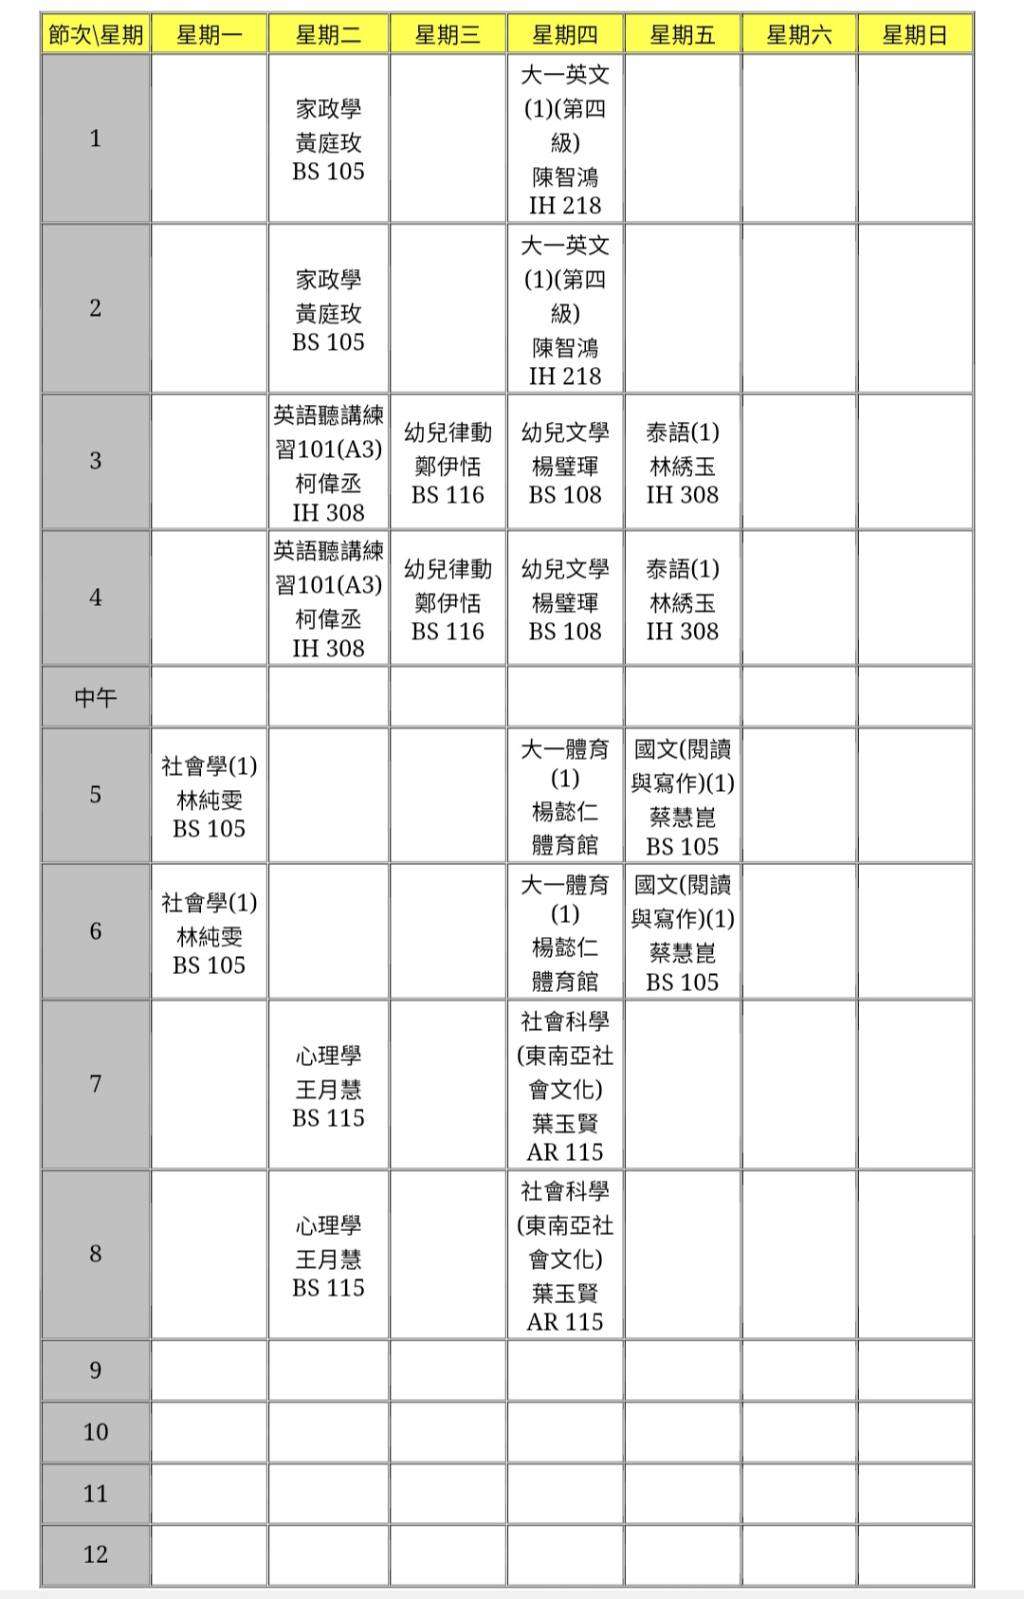 節次\星期 星期一 星期二 星期三 星期四 星期五 星期六 星期日
1
家政學
黃庭玫
BS 105
大一英文
(1)(第四
級)
陳智鴻
IH 218
2
家政學
黃庭玫
BS 105
大一英文
(1)(第四
級)
陳智鴻
IH 218
3
英語聽講練
習101(A3)
柯偉丞
IH 308
幼兒律動
鄭伊恬
BS 116
幼兒文學
楊璧琿
BS 108
泰語(1)
林綉玉
IH 308
4
英語聽講練
習101(A3)
柯偉丞
IH 308
幼兒律動
鄭伊恬
BS 116
幼兒文學
楊璧琿
BS 108
泰語(1)
林綉玉
IH 308
中午
5
社會學(1)
林純雯
BS 105
大一體育
(1)
楊懿仁
體育館
國文(閱讀
與寫作)(1)
蔡慧崑
BS 105
6
社會學(1)
林純雯
BS 105
大一體育
(1)
楊懿仁
體育館
國文(閱讀
與寫作)(1)
蔡慧崑
BS 105
7
心理學
王月慧
BS 115
社會科學
(東南亞社
會文化)
葉玉賢
AR 115
8
心理學
王月慧
BS 115
社會科學
(東南亞社
會文化)
葉玉賢
AR 115
9
10
11
12